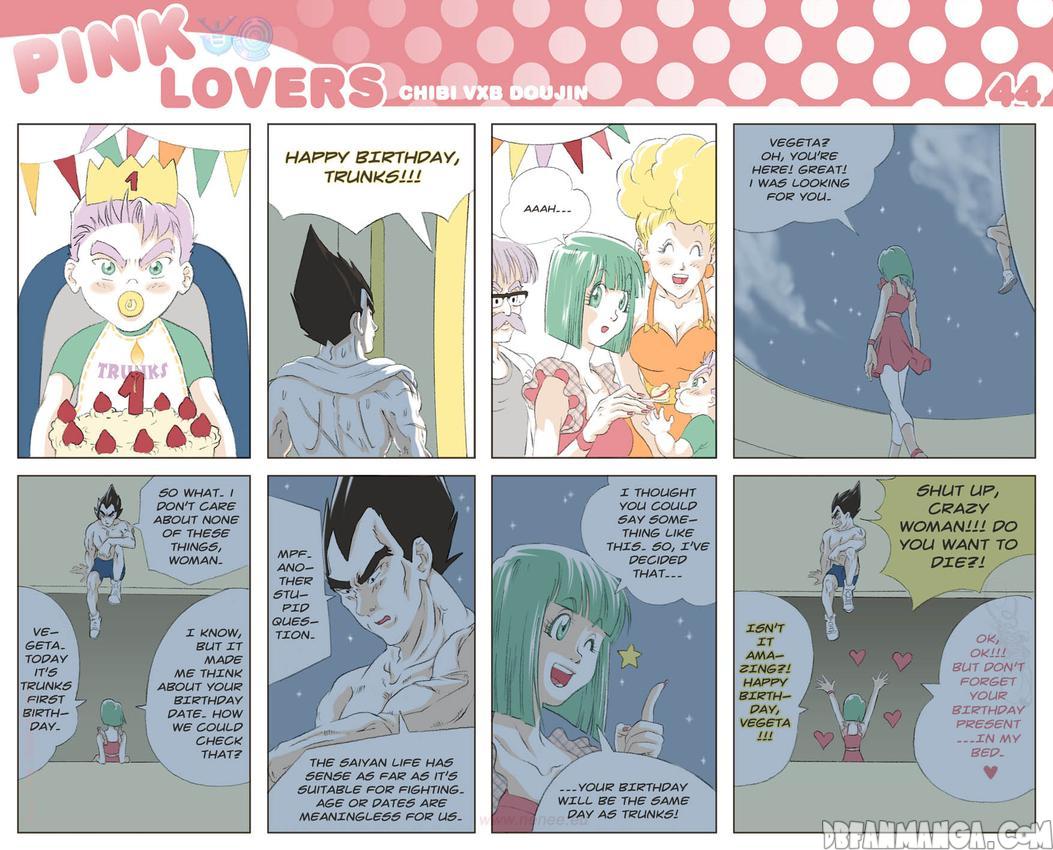 PINK
LOVERS
CHIBI VXB DOUJIN
44
1
TRUNKS
1
HAPPY BIRTHDAY,
TRUNKS!!!
AAAH...
VEGETA?
OH, YOU'RE
HERE! GREAT!
I WAS LOOKING
FOR YOU.
SO WHAT. I
DON'T CARE
ABOUT NONE
OF THESE
THINGS,
WOMAN.
VE-
GETA.
TODAY
IT'S
TRUNKS
FIRST
BIRTH-
DAY.
I KNOW,
BUT IT
MADE
ME THINK
ABOUT YOUR
BIRTHDAY
DATE. HOW
WE COULD
CHECK
THAT?
MPF.
ANO-
THER
STU-
PID
QUES-
TION.
THE SAIYAN LIFE HAS
SENSE AS FAR AS IT'S
SUITABLE FOR FIGHTING.
AGE OR DATES ARE
MEANINGLESS FOR US.
I THOUGHT
YOU COULD
SAY SOME-
THING LIKE
THIS. SO, I'VE
DECIDED
THAT...
...YOUR BIRTHDAY
WILL BE THE SAME
DAY AS TRUNKS!
SHUT UP,
CRAZY
WOMAN!!! DO
YOU WANT TO
DIE?!
ISN'T
IT
AMA-
ZING?!
HAPPY
BIRTH-
DAY,
VEGETA
!!!
OK,
OK!!!
BUT DON'T
FORGET
YOUR
BIRTHDAY
PRESENT
...IN MY
BED.
DBFANMANGA.COM